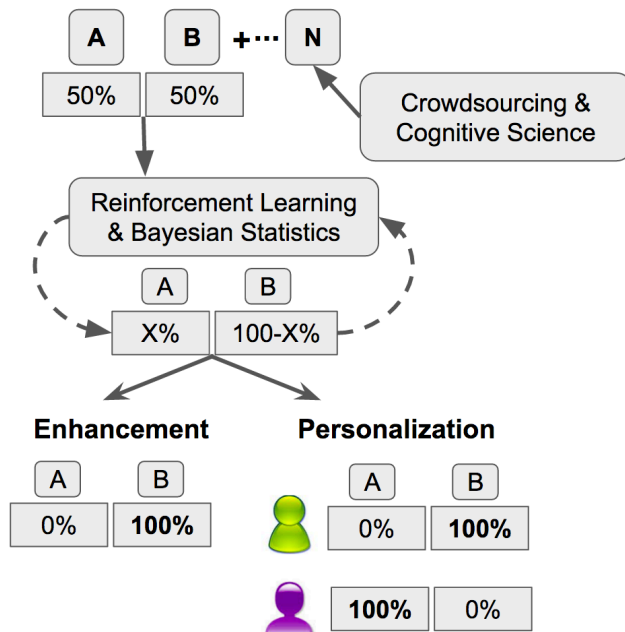 A B +... N
50% 50%
Crowdsourcing &
Cognitive Science
Reinforcement Learning
& Bayesian Statistics
A B
X% 100-X%
Enhancement
A B
0% 100%
Personalization
A B
0% 100%
100% 0%